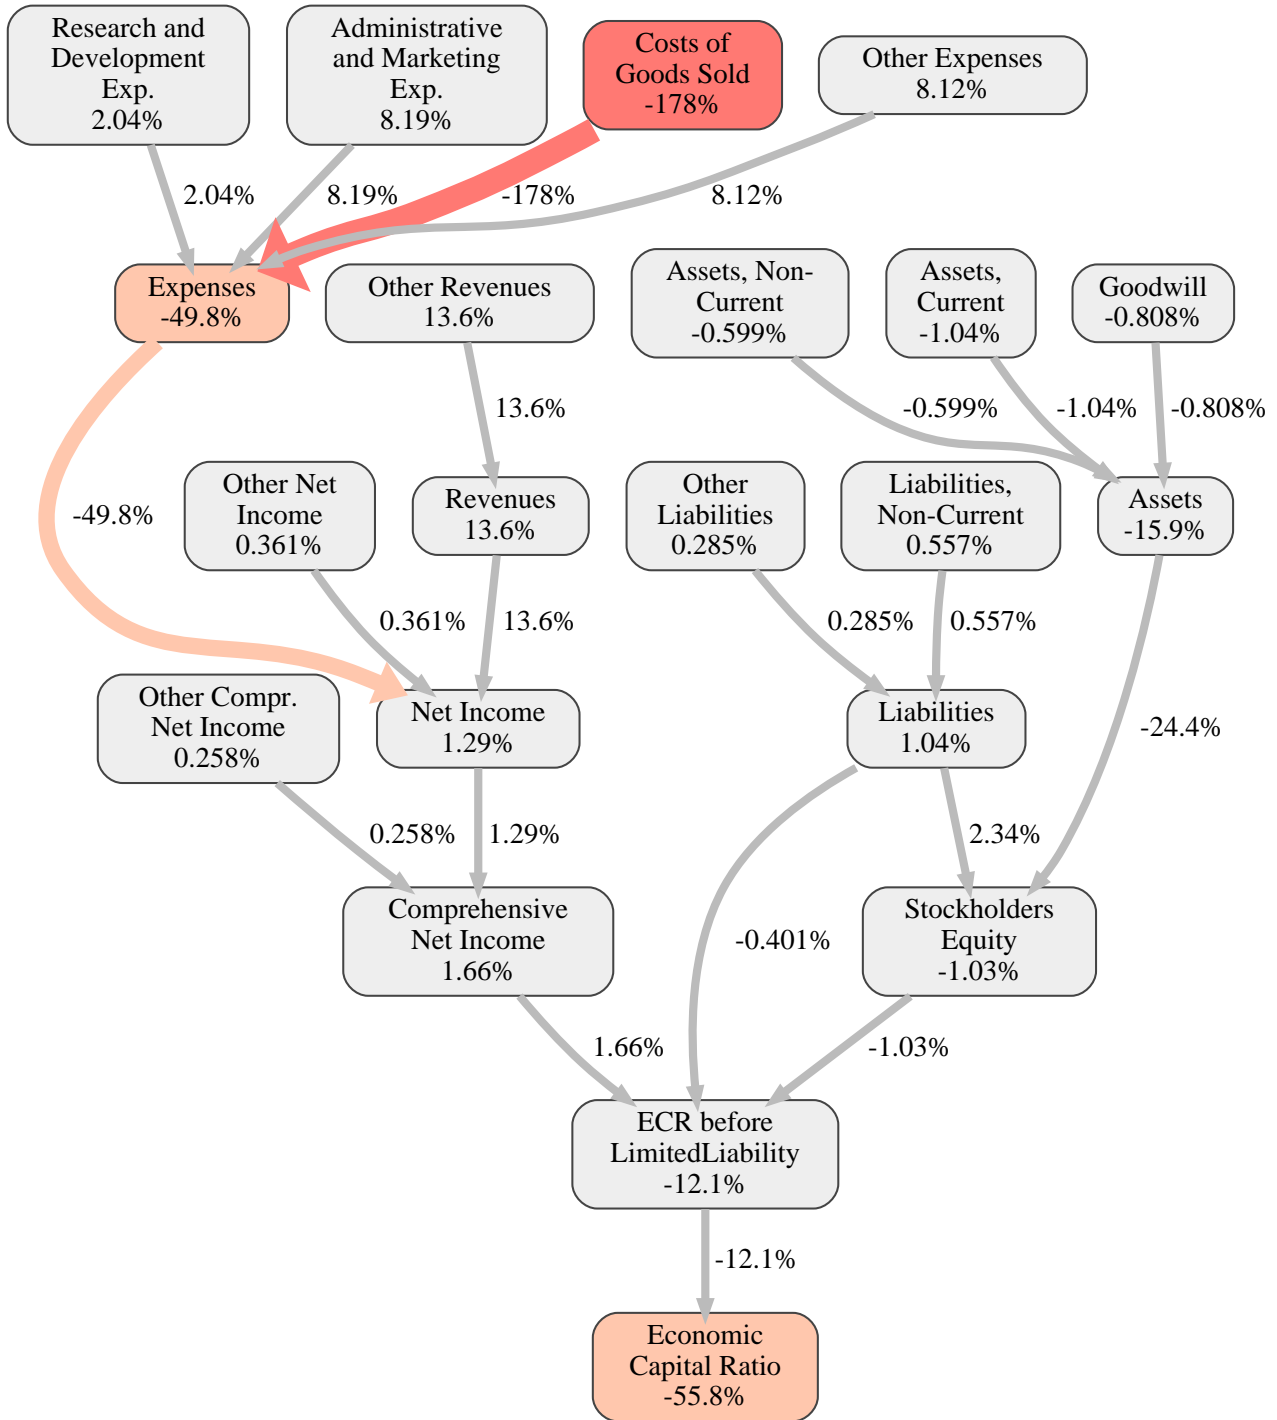 Research and
Development
Exp.
2.04%
Administrative
and Marketing
Exp.
8.19%
Costs of
Goods Sold
-178%
Other Expenses
8.12%
2.04%
8.19%
-178%
8.12%
Expenses
-49.8%
Other Revenues
13.6%
Assets, Non-
Current
-0.599%
Assets,
Current
-1.04%
Goodwill
-0.808%
13.6%
-0.599%
-1.04%
-0.808%
-49.8%
Other Net
Income
0.361%
Revenues
13.6%
Other
Liabilities
0.285%
Liabilities,
Non-Current
0.557%
Assets
-15.9%
0.361%
13.6%
0.285%
0.557%
Other Compr.
Net Income
0.258%
Net Income
1.29%
Liabilities
1.04%
-24.4%
0.258%
1.29%
2.34%
Comprehensive
Net Income
1.66%
-0.401%
Stockholders
Equity
-1.03%
1.66%
-1.03%
ECR before
LimitedLiability
-12.1%
-12.1%
Economic
Capital Ratio
-55.8%